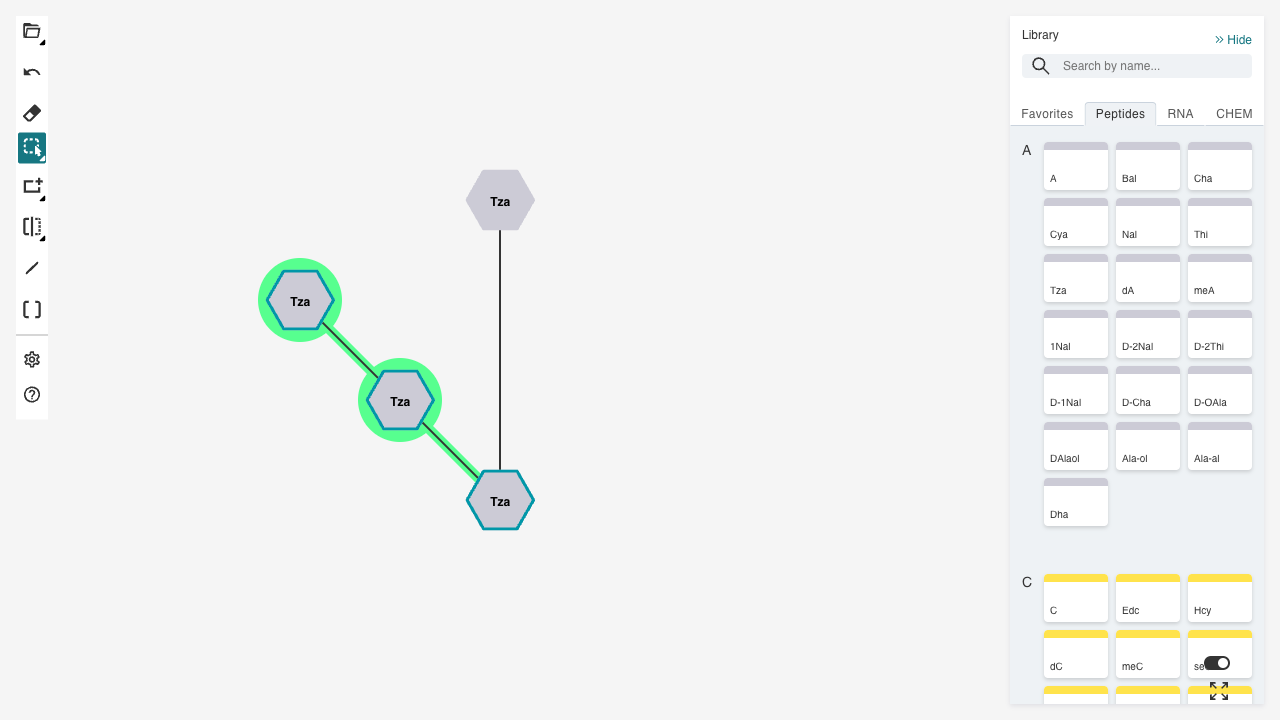 Library
Hide
Search by name...
Favorites
Peptides
RNA
CHEM
A
A
Bal
Cha
Cya
Nal
Thi
Tza
dA
meA
1Nal
D-2Nal
D-2Thi
D-1Nal
D-Cha
D-OAla
DAlaol
Ala-ol
Ala-al
Dha
C
C
Edc
Hcy
dC
meC
Tza
Tza
Tza
Tza